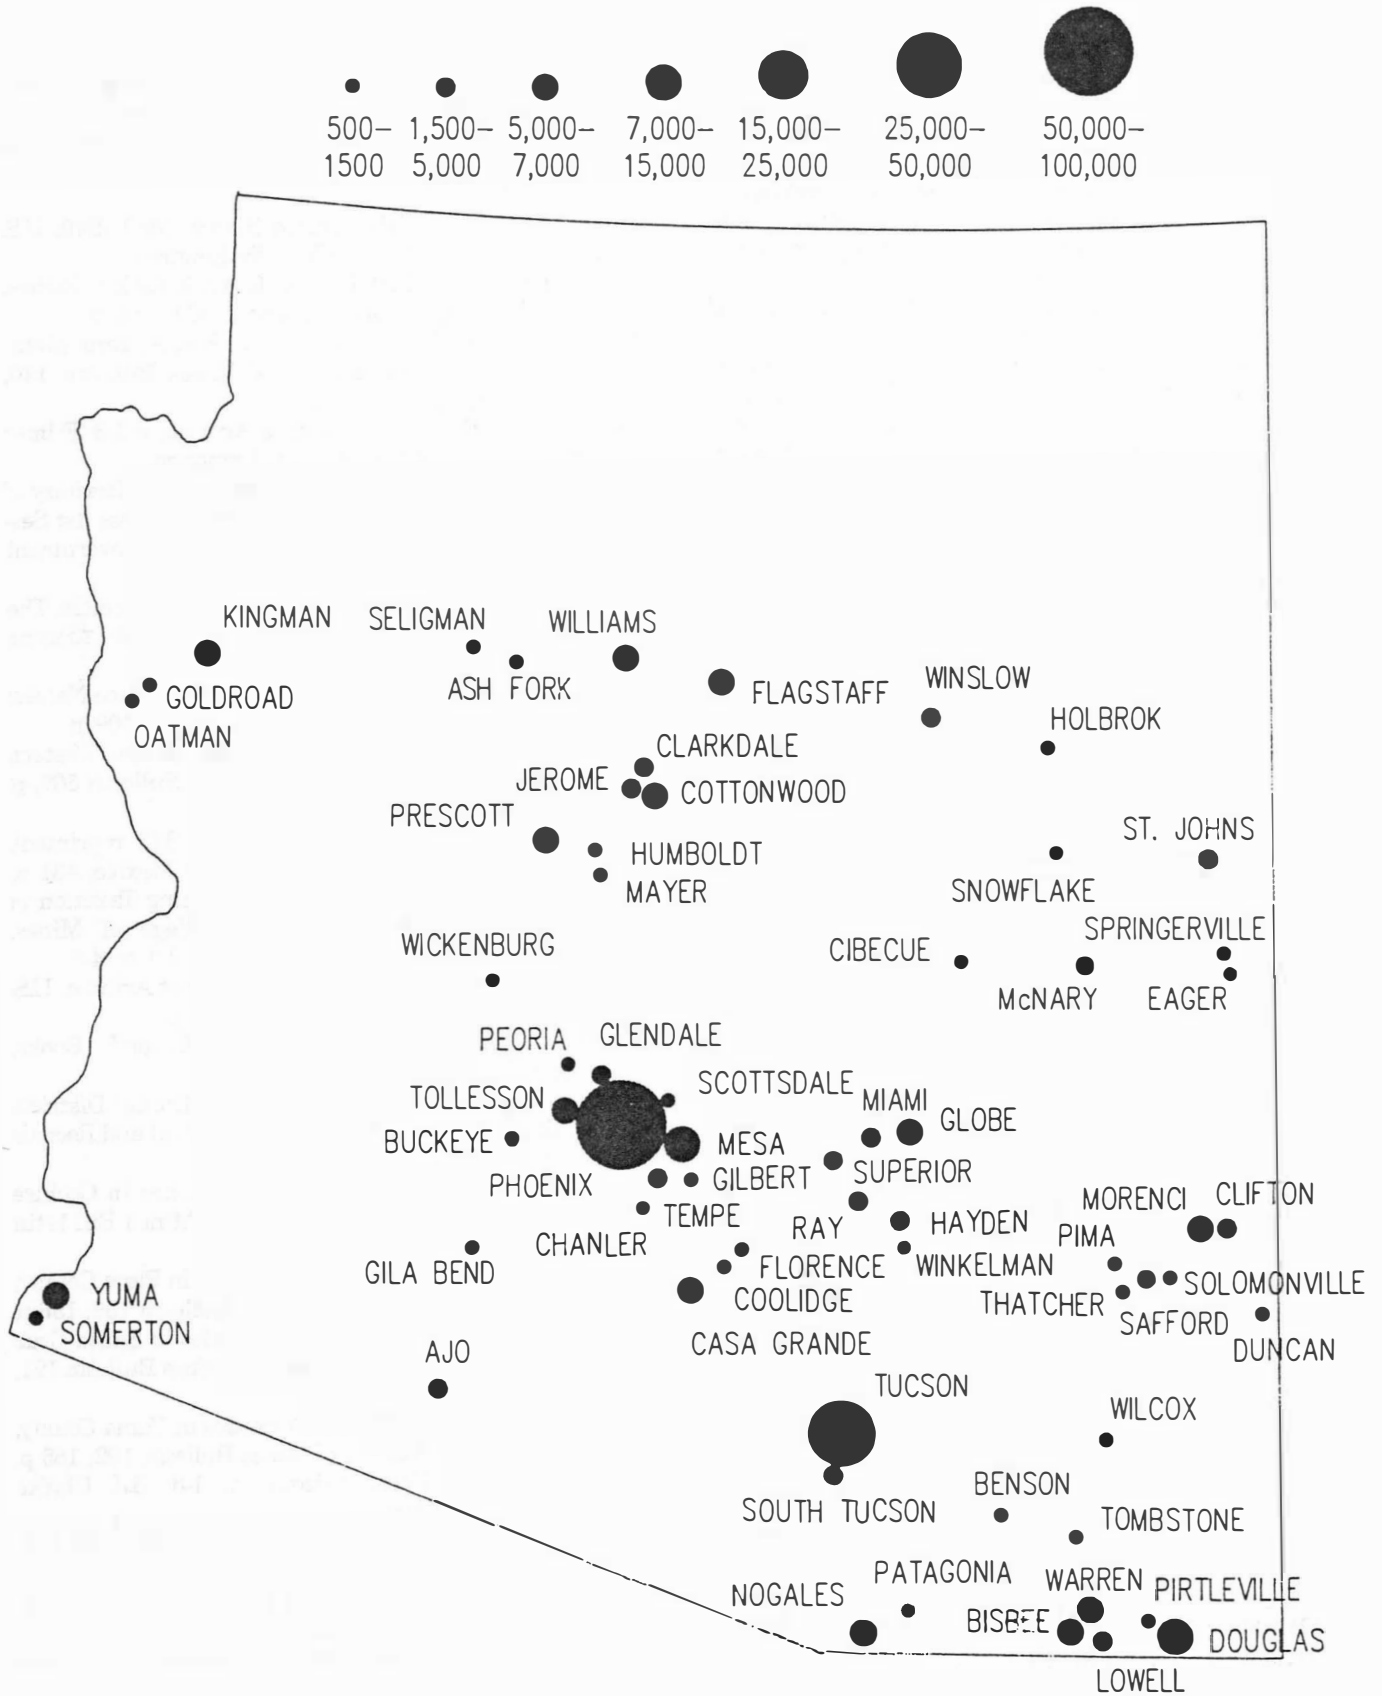 500– 1,500– 5,000– 7,000– 15,000– 25,000– 50,000–
1500 5,000 7,000 15,000 25,000 50,000 100,000
KINGMAN
SELIGMAN
WILLIAMS
ASH FORK
FLAGSTAFF
WINSLOW
GOLDROAD
OATMAN
HOLBROK
CLARKDALE
JEROME
COTTONWOOD
PRESCOTT
HUMBOLDT
MAYER
ST. JOHNS
SNOWFLAKE
WICKENBURG
CIBECUE
SPRINGERVILLE
McNARY
EAGER
PEORIA
GLENDALE
TOLLESSON
SCOTTSDALE
MIAMI
GLOBE
BUCKEYE
MESA
PHOENIX
GILBERT
SUPERIOR
TEMPE
RAY
HAYDEN
MORENCI
CLIFTON
PIMA
CHANLER
GILA BEND
FLORENCE
WINKELMAN
COOLIDGE
THATCHER
SOLOMONVILLE
SAFFORD
YUMA
SOMERTON
CASA GRANDE
DUNCAN
AJO
TUCSON
WILCOX
SOUTH TUCSON
BENSON
TOMBSTONE
PATAGONIA
WARREN
PIRTLEVILLE
NOGALES
BISBEE
DOUGLAS
LOWELL